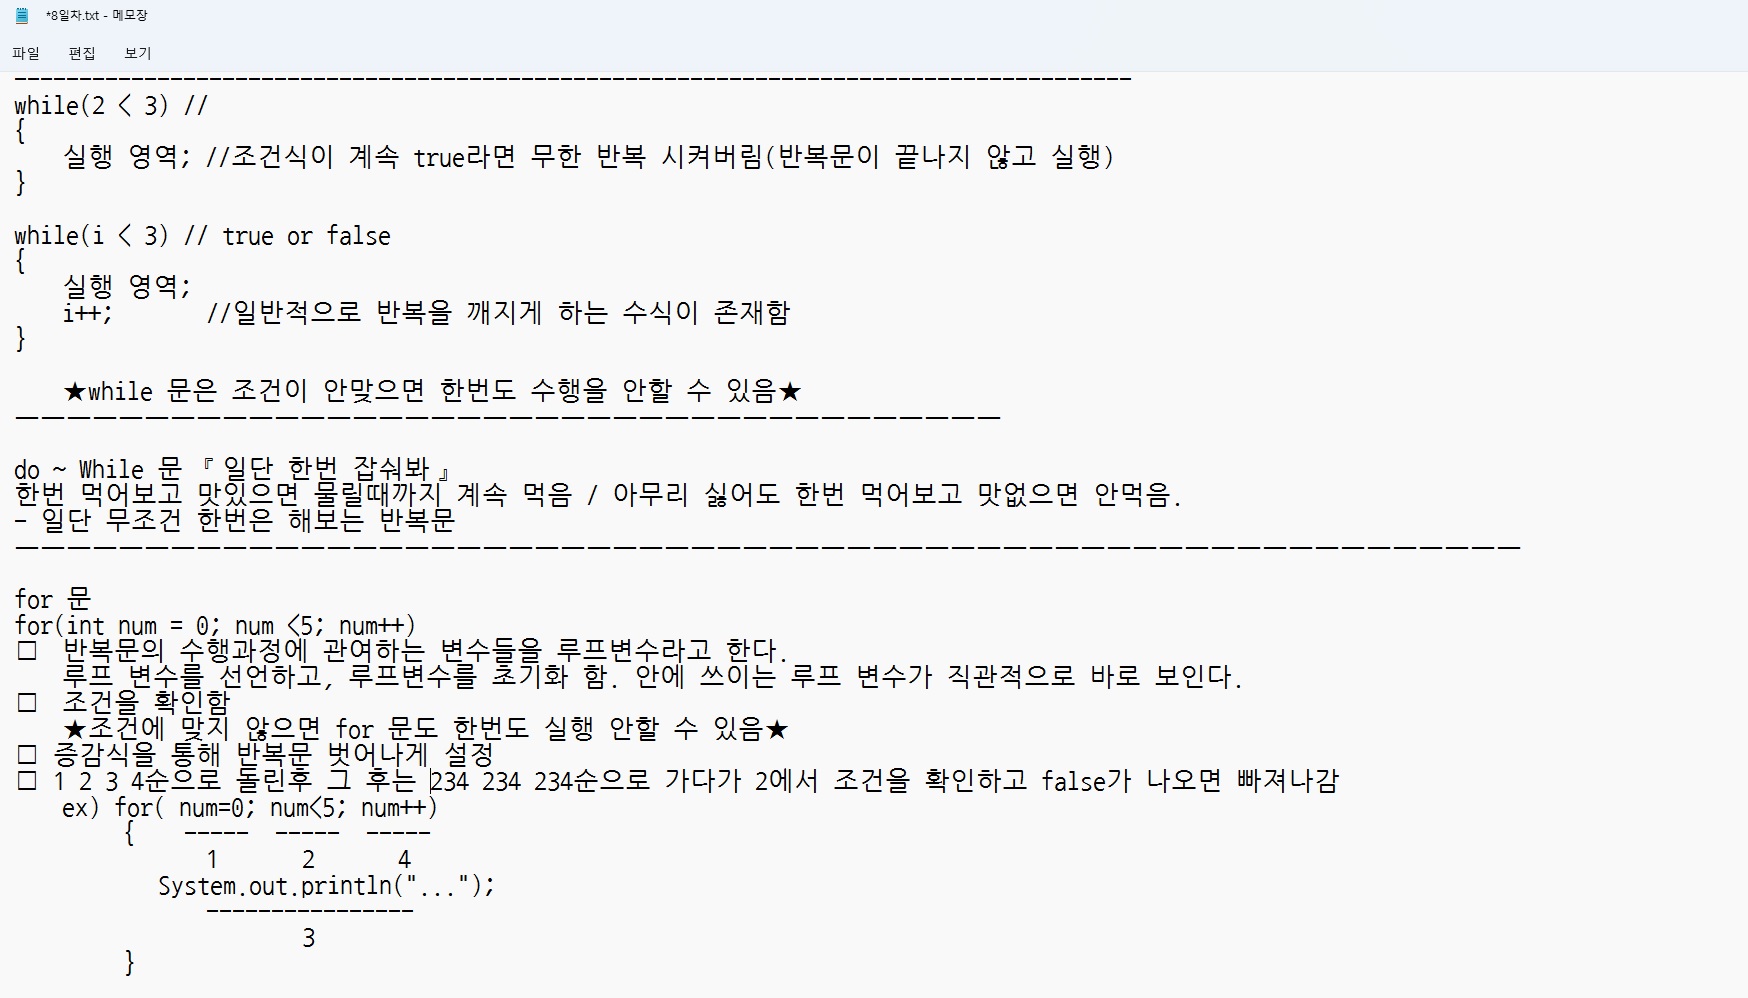 *8일차.txt - 메모장
파일 편집 보기
--------------------------------------------------------------------------------------
while(2 < 3) //
{
실행 영역; //조건식이 계속 true라면 무한 반복 시켜버림(반복문이 끝나지 않고 실행)
}
while(i < 3) // true or false
{
실행 영역;
i++; //일반적으로 반복을 깨지게 하는 수식이 존재함
}
★while 문은 조건이 안맞으면 한번도 수행을 안할 수 있음★
ㅡㅡㅡㅡㅡㅡㅡㅡㅡㅡㅡㅡㅡㅡㅡㅡㅡㅡㅡㅡㅡㅡㅡㅡㅡㅡㅡㅡㅡㅡㅡㅡㅡㅡㅡㅡㅡㅡ
do ~ While 문 『 일단 한번 잡숴봐 』
한번 먹어보고 맛있으면 물릴때까지 계속 먹음 / 아무리 싫어도 한번 먹어보고 맛없으면 안먹음.
- 일단 무조건 한번은 해보는 반복문
ㅡㅡㅡㅡㅡㅡㅡㅡㅡㅡㅡㅡㅡㅡㅡㅡㅡㅡㅡㅡㅡㅡㅡㅡㅡㅡㅡㅡㅡㅡㅡㅡㅡㅡㅡㅡㅡㅡㅡㅡㅡㅡㅡㅡㅡㅡㅡㅡㅡㅡㅡㅡㅡㅡㅡㅡㅡㅡ
for 문
for(int num = 0; num <5; num++)
□ 반복문의 수행과정에 관여하는 변수들을 루프변수라고 한다.
루프 변수를 선언하고, 루프변수를 초기화 함. 안에 쓰이는 루프 변수가 직관적으로 바로 보인다.
□ 조건을 확인함
★조건에 맞지 않으면 for 문도 한번도 실행 안할 수 있음★
□ 증감식을 통해 반복문 벗어나게 설정
□ 1 2 3 4순으로 돌린후 그 후는 234 234 234순으로 가다가 2에서 조건을 확인하고 false가 나오면 빠져나감
ex) for( num=0; num<5; num++)
{ ----- ----- -----
1 2 4
System.out.println("...");
----------------
3
}